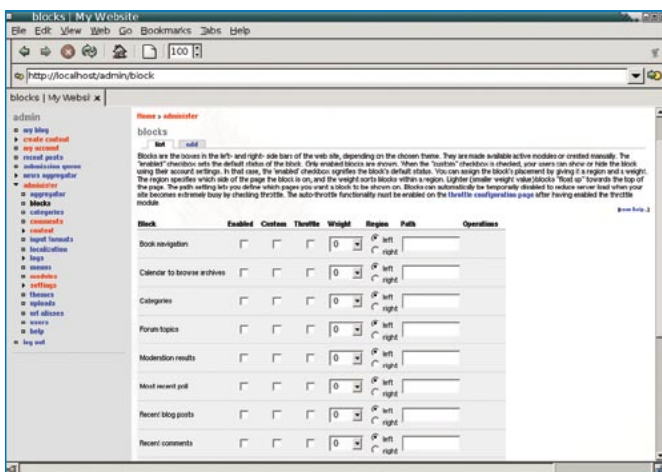 blocks | My Website
File Edit View Web Go Bookmarks Tabs Help
100
http://localhost/admin/block
blocks | My Websi x
admin
my blog
create content
my account
recent posts
submission queue
news aggregator
administer
aggregator
blocks
categories
comments
content
input formats
localization
logs
menus
modules
settings
themes
uploads
url aliases
users
help
log out
Home » administer
blocks
list add
Blocks are the boxes in the left- and right- side bars of the web site, depending on the chosen theme. They are made available active modules or created manually. The
"enabled" checkbox sets the default status of the block. Only enabled blocks are shown. When the "custom" checkbox is checked, your users can show or hide the block
using their account settings. In that case, the 'enabled' checkbox signifies the block's default status. You can assign the block's placement by giving it a region and a weight.
The region specifies which side of the page the block is on, and the weight sorts blocks within a region. Lighter (smaller weight value)blocks "float up" towards the top of
the page. The path setting lets you define which pages you want a block to be shown on. Blocks can automatically be temporarily disabled to reduce server load when your
site becomes extremely busy by checking throttle. The auto-throttle functionality must be enabled on the throttle configuration page after having enabled the throttle
module.
[more help...]
Block Enabled Custom Throttle Weight Region Path Operations
Book navigation 0 left
right
Calendar to browse archives 0 left
right
Categories 0 left
right
Forum topics 0 left
right
Moderation results 0 left
right
Most recent poll 0 left
right
Recent blog posts 0 left
right
Recent comments 0 left
right